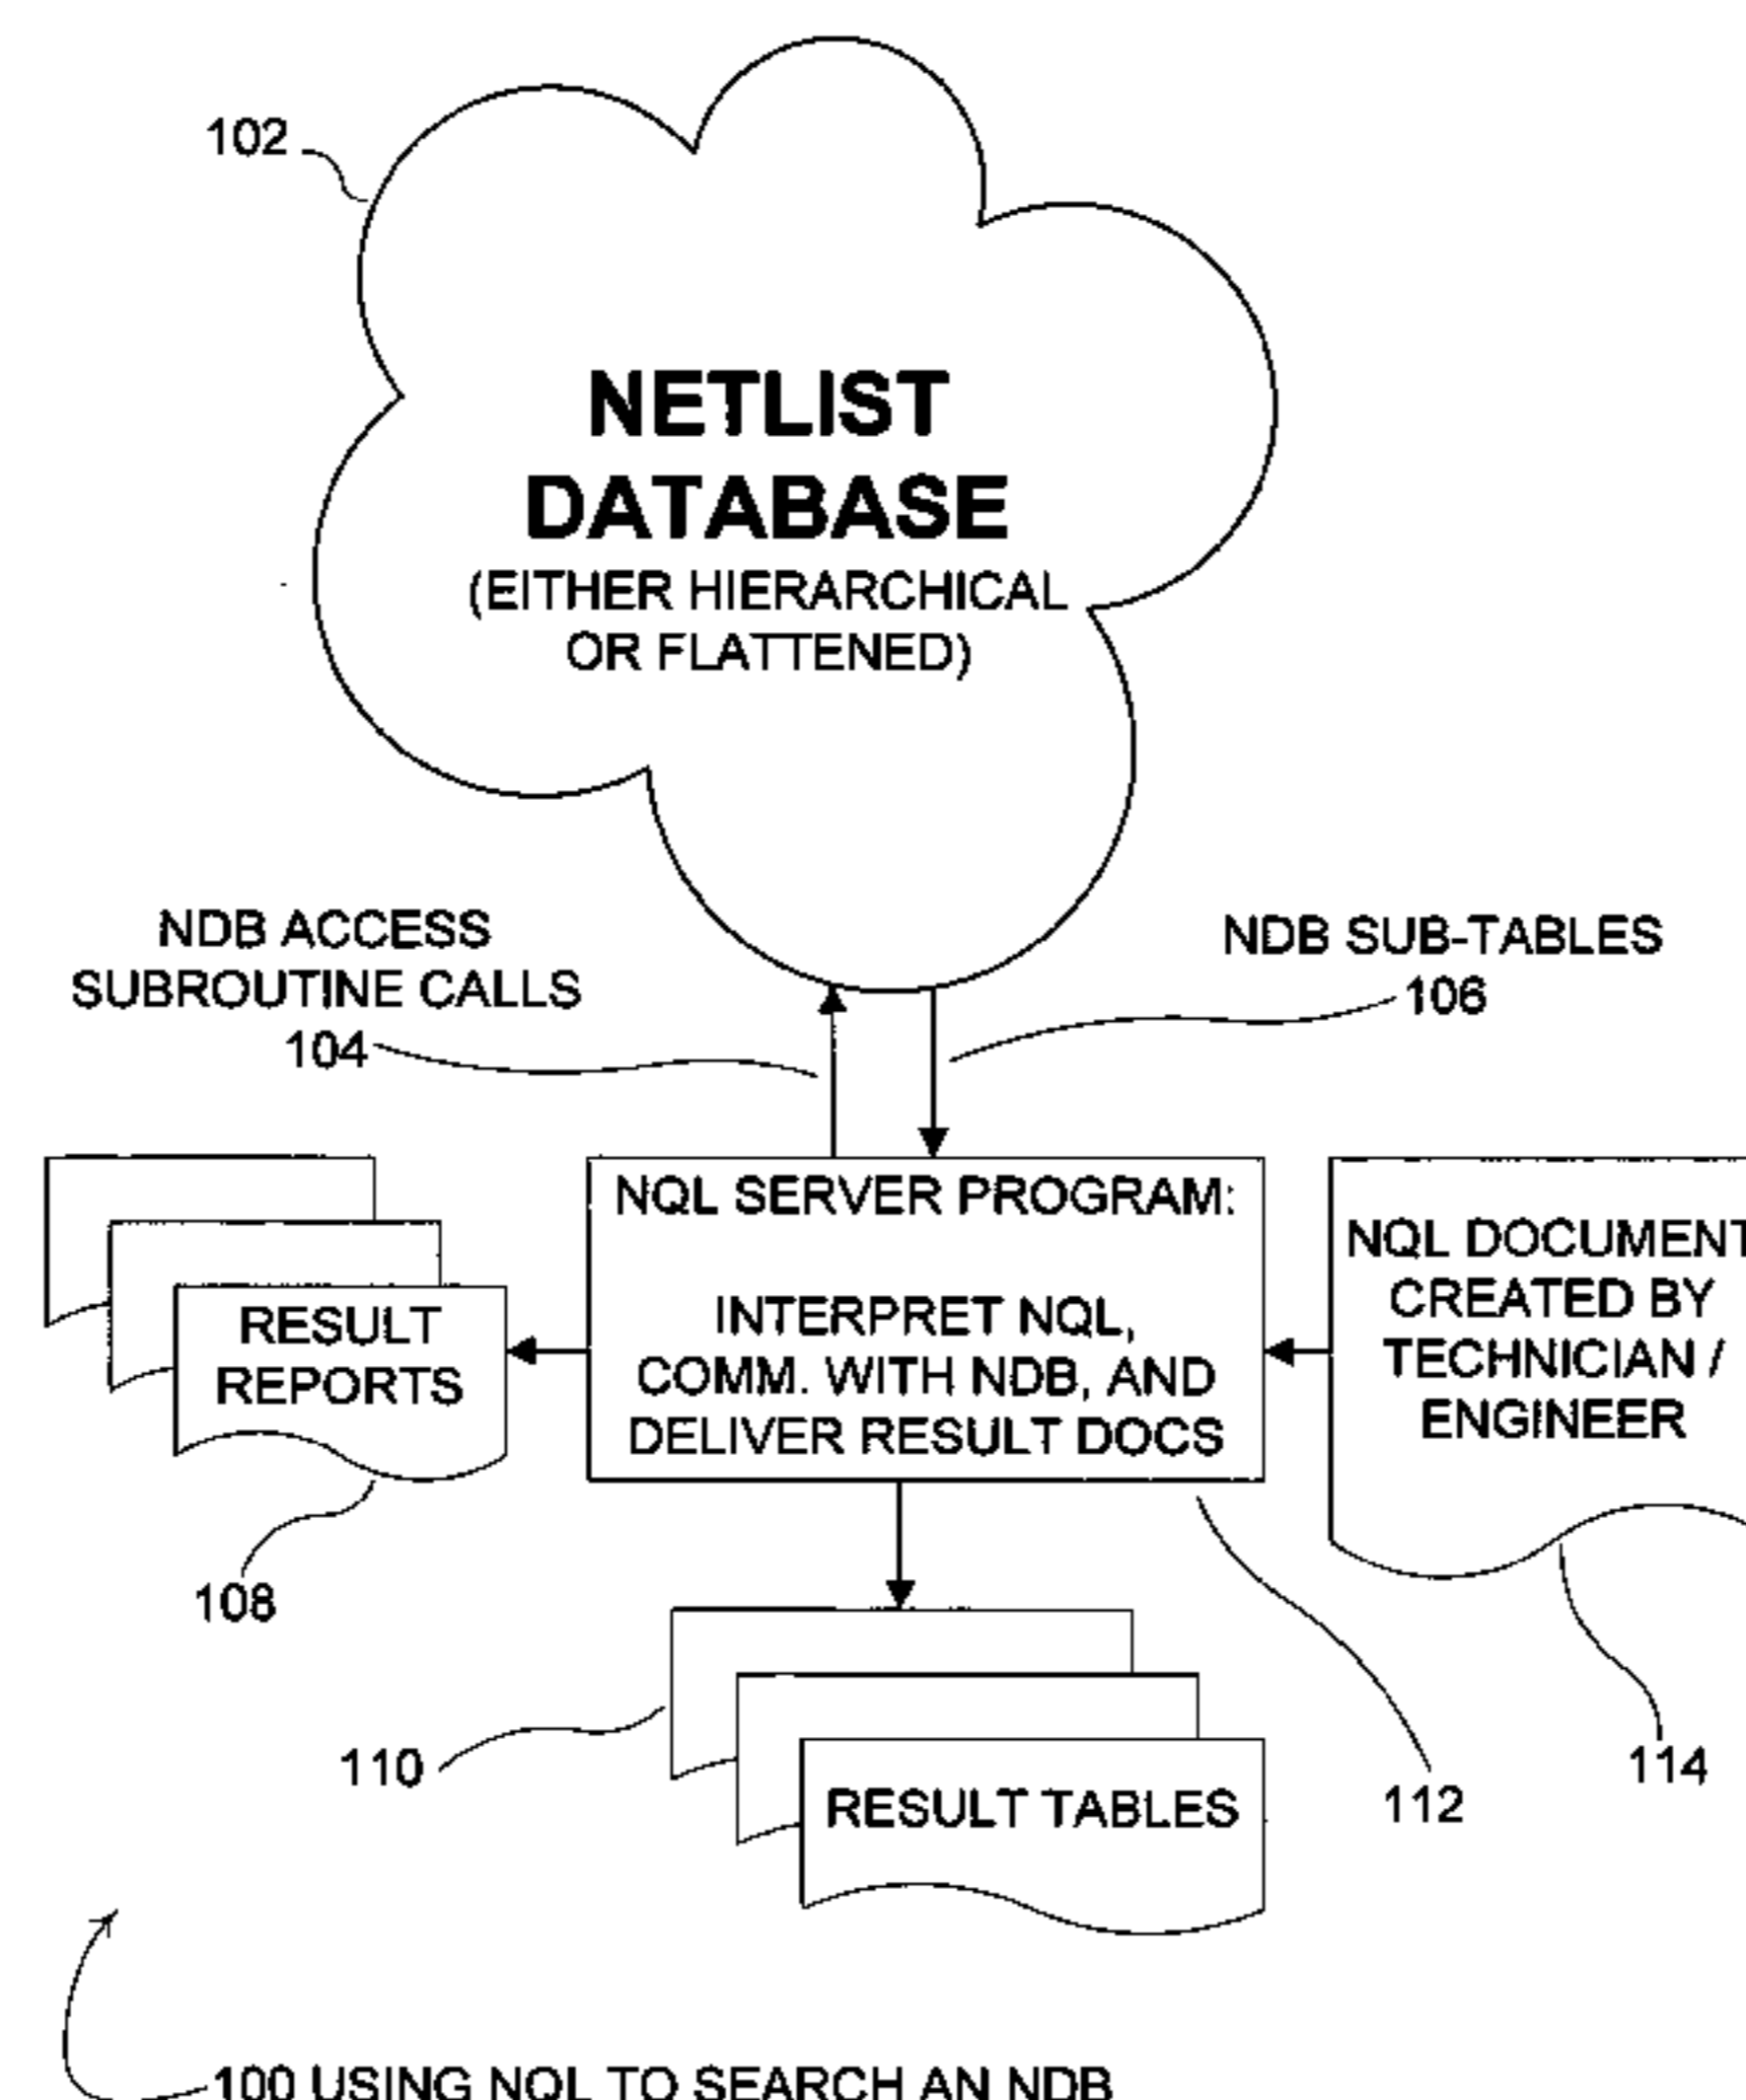 102
NETLIST
DATABASE
(EITHER HIERARCHICAL
OR FLATTENED)
NDB ACCESS
SUBROUTINE CALLS
104
NDB SUB-TABLES
106
NQL SERVER PROGRAM:
INTERPRET NQL,
COMM. WITH NDB, AND
DELIVER RESULT DOCS
NQL DOCUMENT
CREATED BY
TECHNICIAN /
ENGINEER
RESULT
REPORTS
108
110
RESULT TABLES
112
114
100 USING NQL TO SEARCH AN NDB